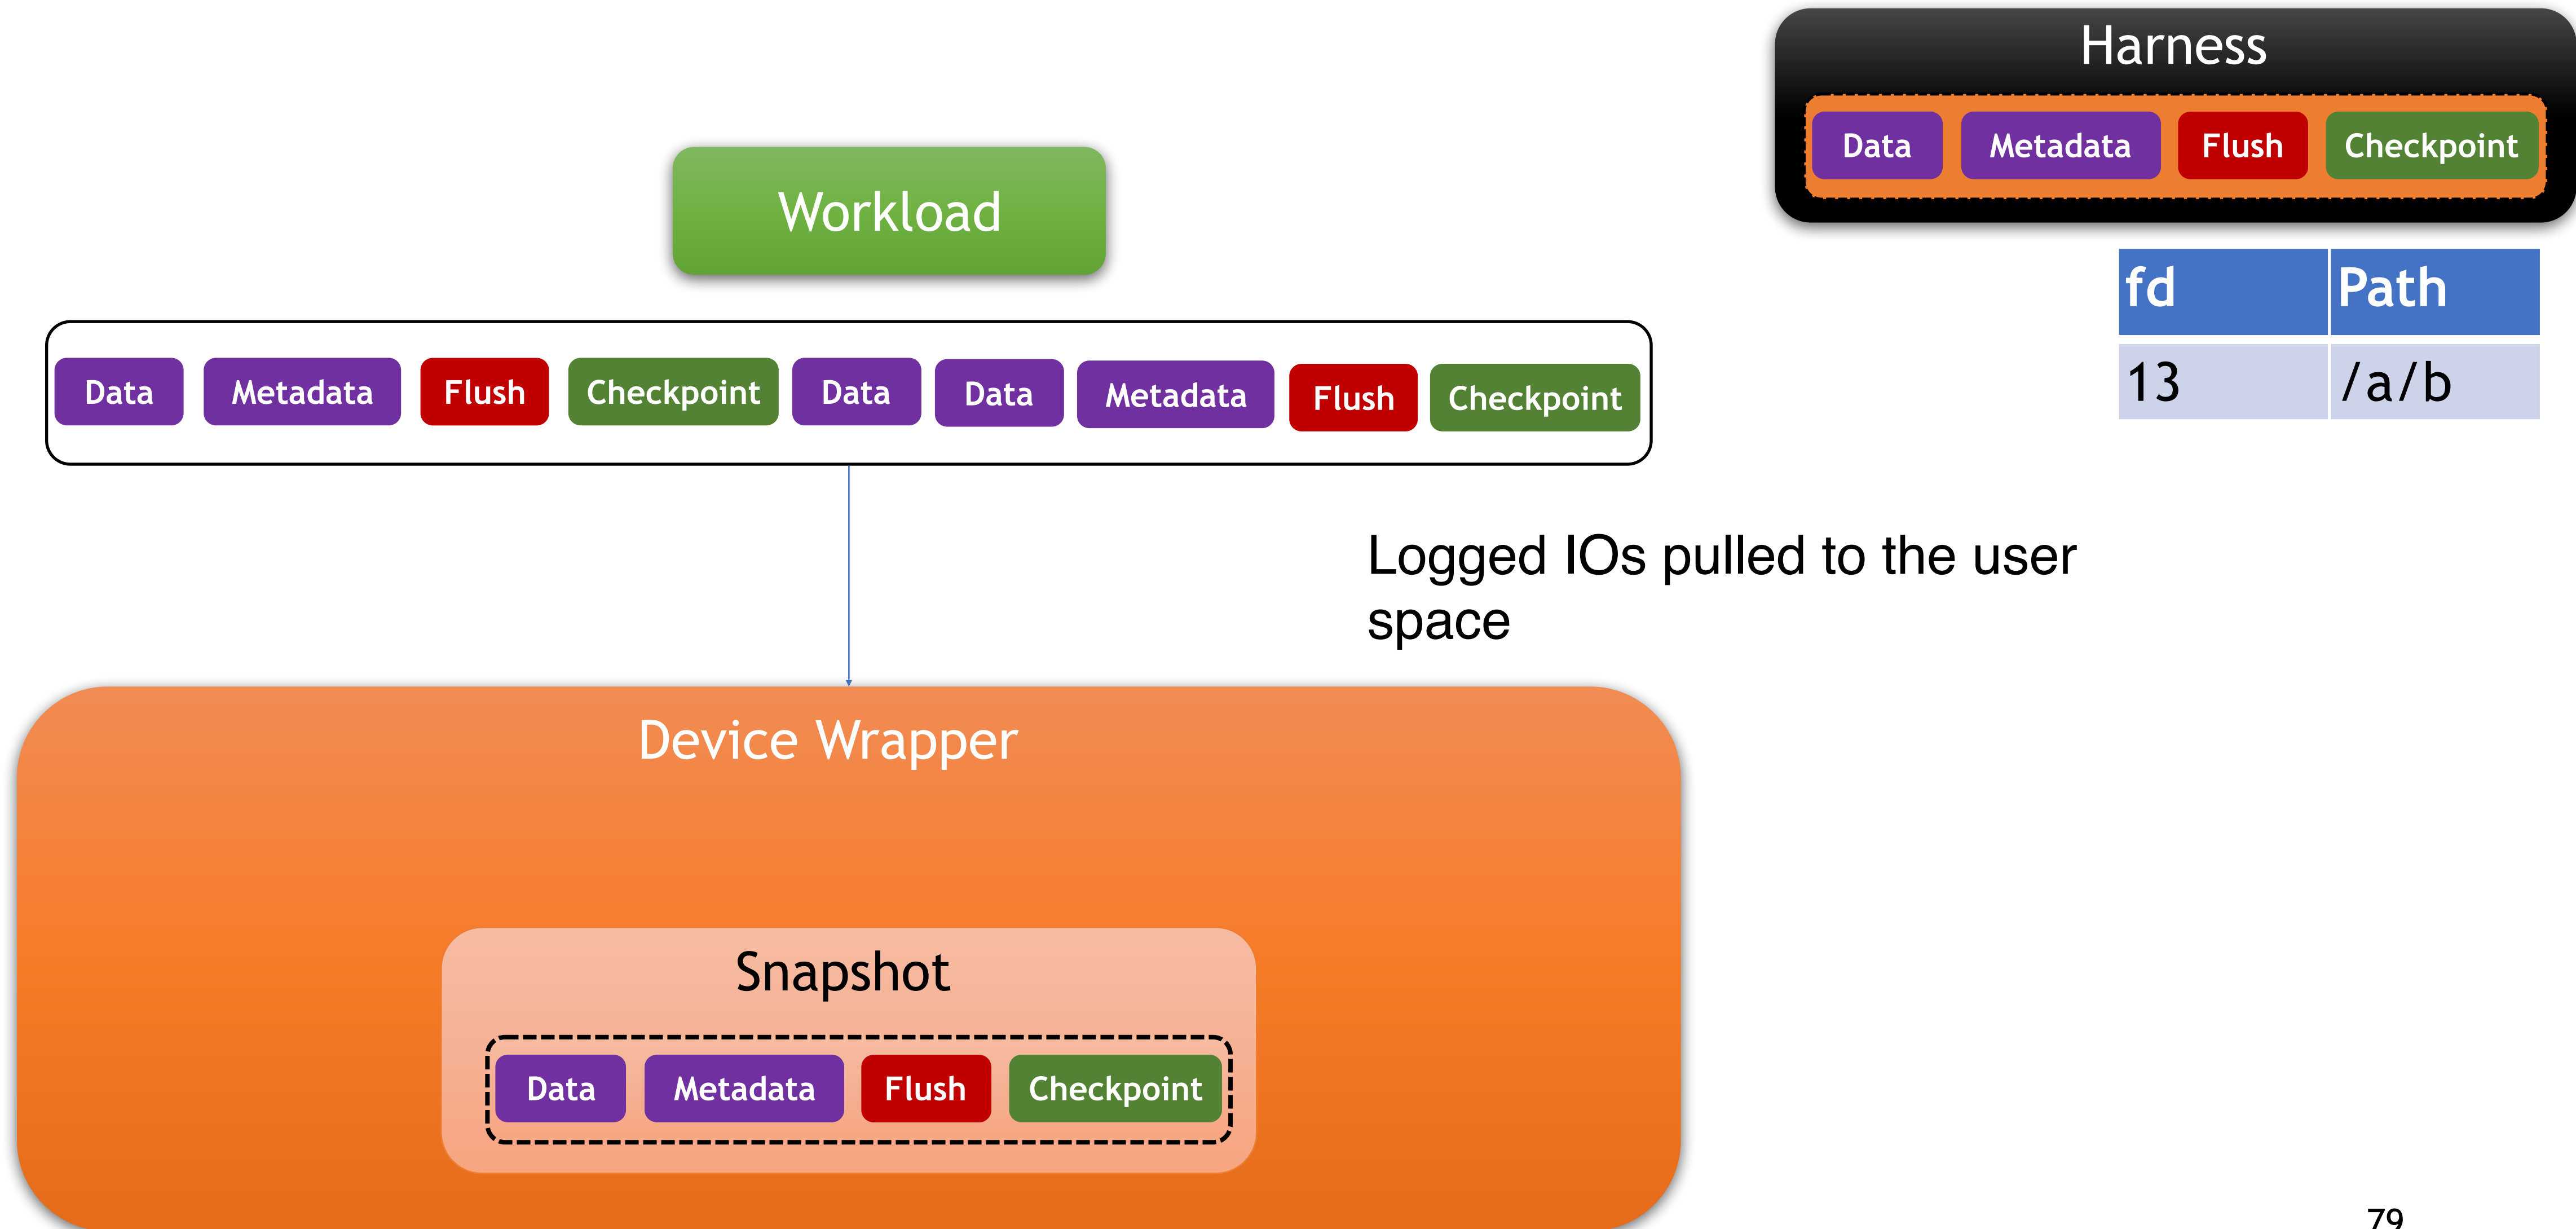 Harness
Data Metadata Flush Checkpoint
Workload
fd Path
13 /a/b
Data Metadata Flush Checkpoint Data Data Metadata Flush Checkpoint
Logged IOs pulled to the user
space
Device Wrapper
Snapshot
Data Metadata Flush Checkpoint
79